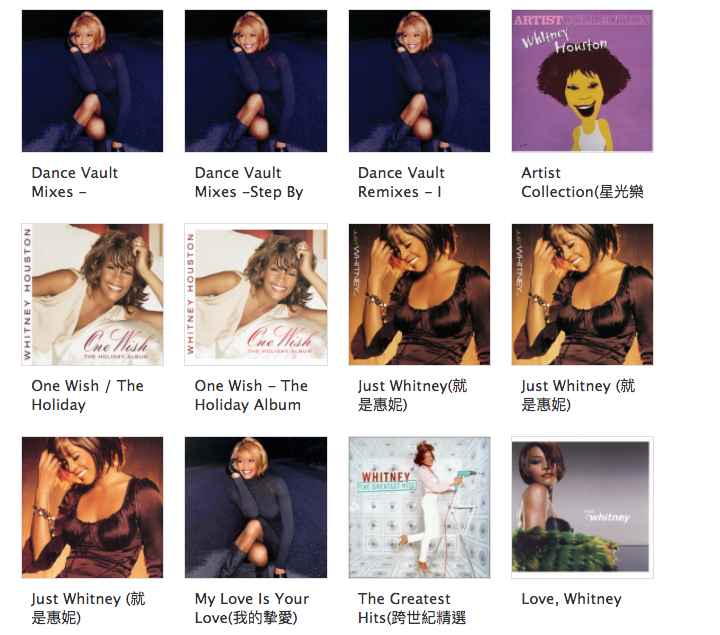 ARTIST COLLECTION
Whitney
Houston
Dance Vault
Mixes -
Dance Vault
Mixes -Step By
Dance Vault
Remixes - I
Artist
Collection(星光樂
WHITNEY HOUSTON
One Wish
THE HOLIDAY ALBUM
WHITNEY HOUSTON
One Wish
THE HOLIDAY ALBUM
JUST WHITNEY
JUST WHITNEY
One Wish / The
Holiday
One Wish - The
Holiday Album
Just Whitney(就
是惠妮)
Just Whitney (就
是惠妮)
WHITNEY
THE GREATEST HITS
whitney
Just Whitney (就
是惠妮)
My Love Is Your
Love(我的摯愛)
The Greatest
Hits(跨世紀精選
Love, Whitney